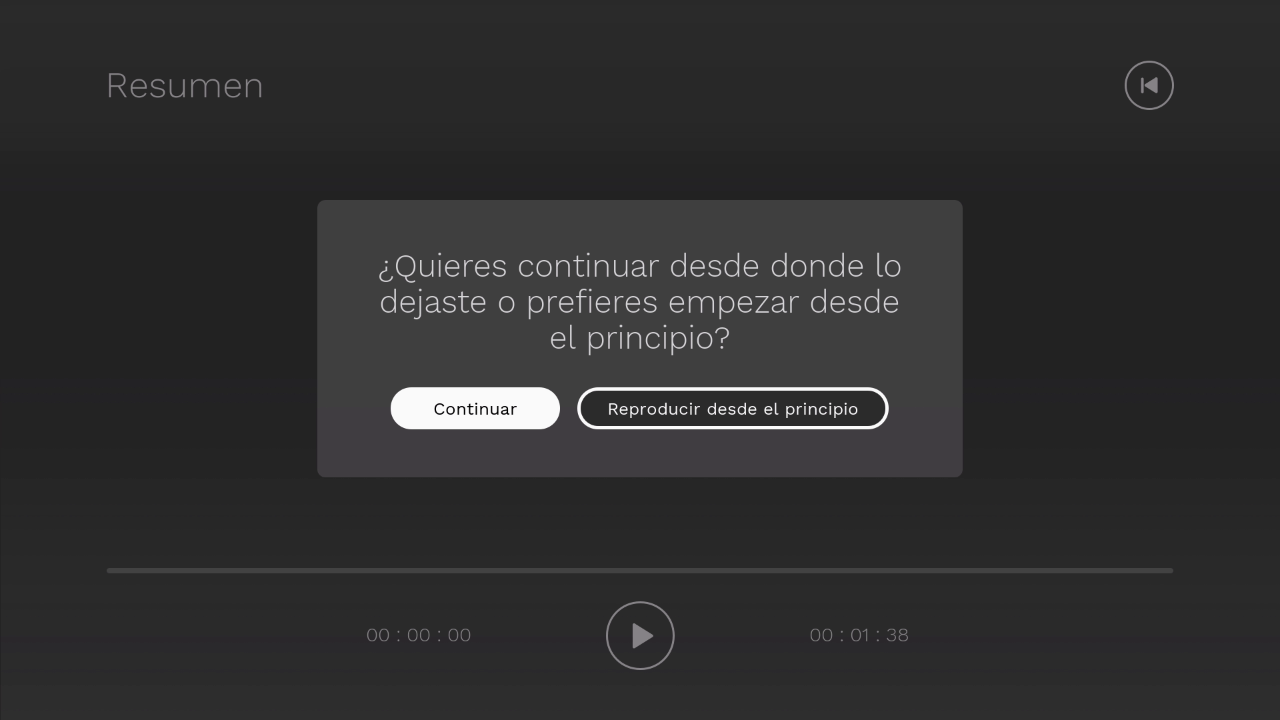 Resumen
¿Quieres continuar desde donde lo
dejaste o prefieres empezar desde
el principio?
Continuar
Reproducir desde el principio
00 : 00 : 00
00 : 01 : 38